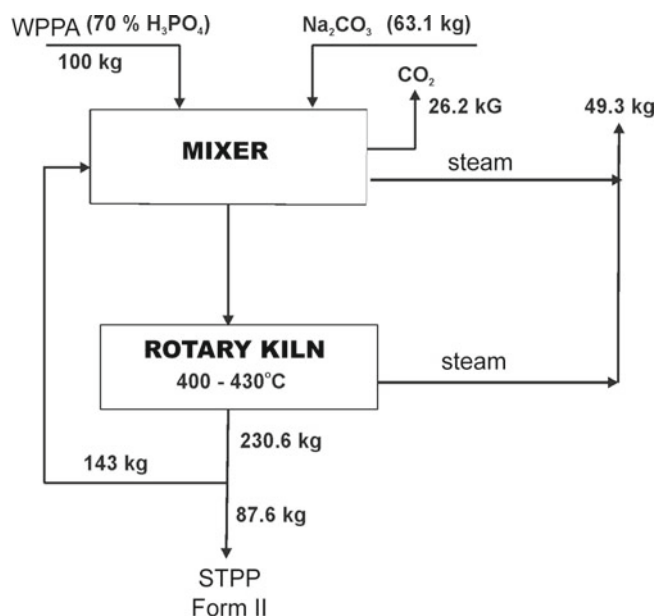 WPPA (70 % H₃PO₄)
100 kg
Na₂CO₃ (63.1 kg)
CO₂
26.2 kG
49.3 kg
MIXER
steam
ROTARY KILN
400 - 430°C
steam
230.6 kg
143 kg
87.6 kg
STPP
Form II